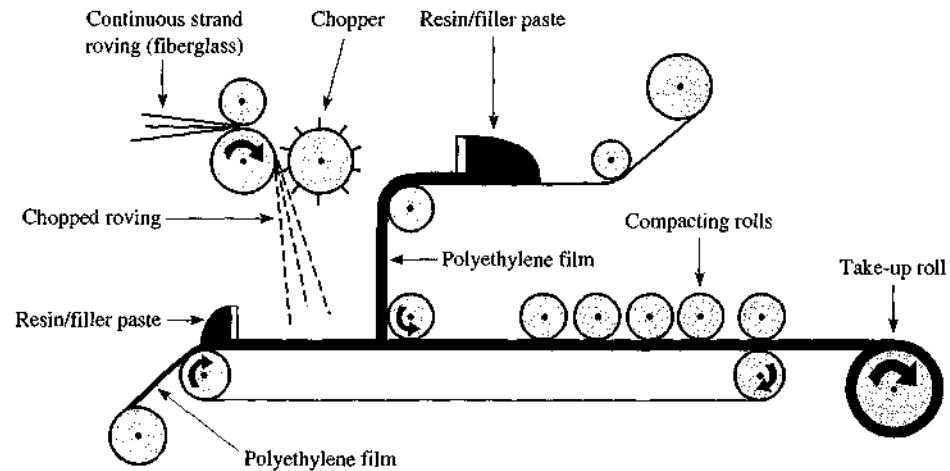 Continuous strand
roving (fiberglass)
Chopper
Resin/filler paste
Chopped roving
Compacting rolls
Polyethylene film
Take-up roll
Resin/filler paste
Polyethylene film